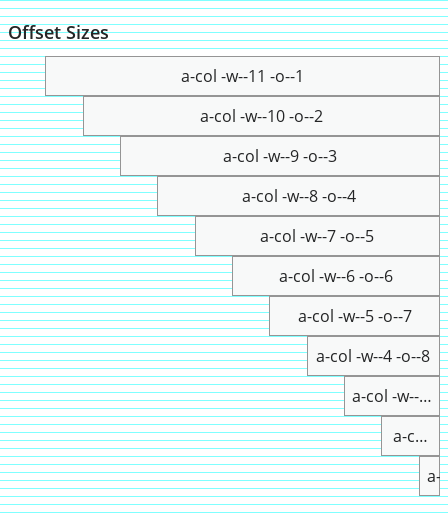 Offset Sizes
a-col -w--11 -o--1
a-col -w--10 -o--2
a-col -w--9 -o--3
a-col -w--8 -o--4
a-col -w--7 -o--5
a-col -w--6 -o--6
a-col -w--5 -o--7
a-col -w--4 -o--8
a-col -w--...
a-c...
a-